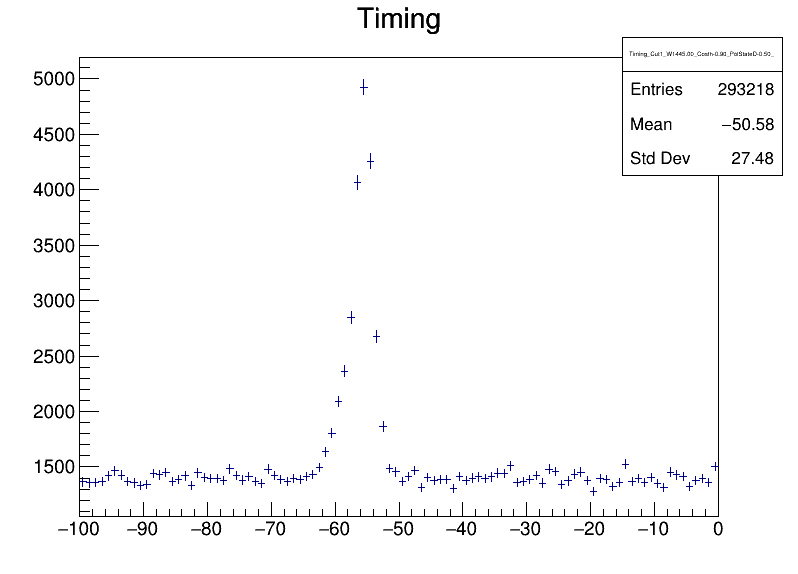 Timing
Timing_Cut1_W1445.00_Costh-0.90_PolStateD-0.50_
Entries 293218
Mean −50.58
Std Dev 27.48
5000
4500
4000
3500
3000
2500
2000
1500
−100 −90 −80 −70 −60 −50 −40 −30 −20 −10 0